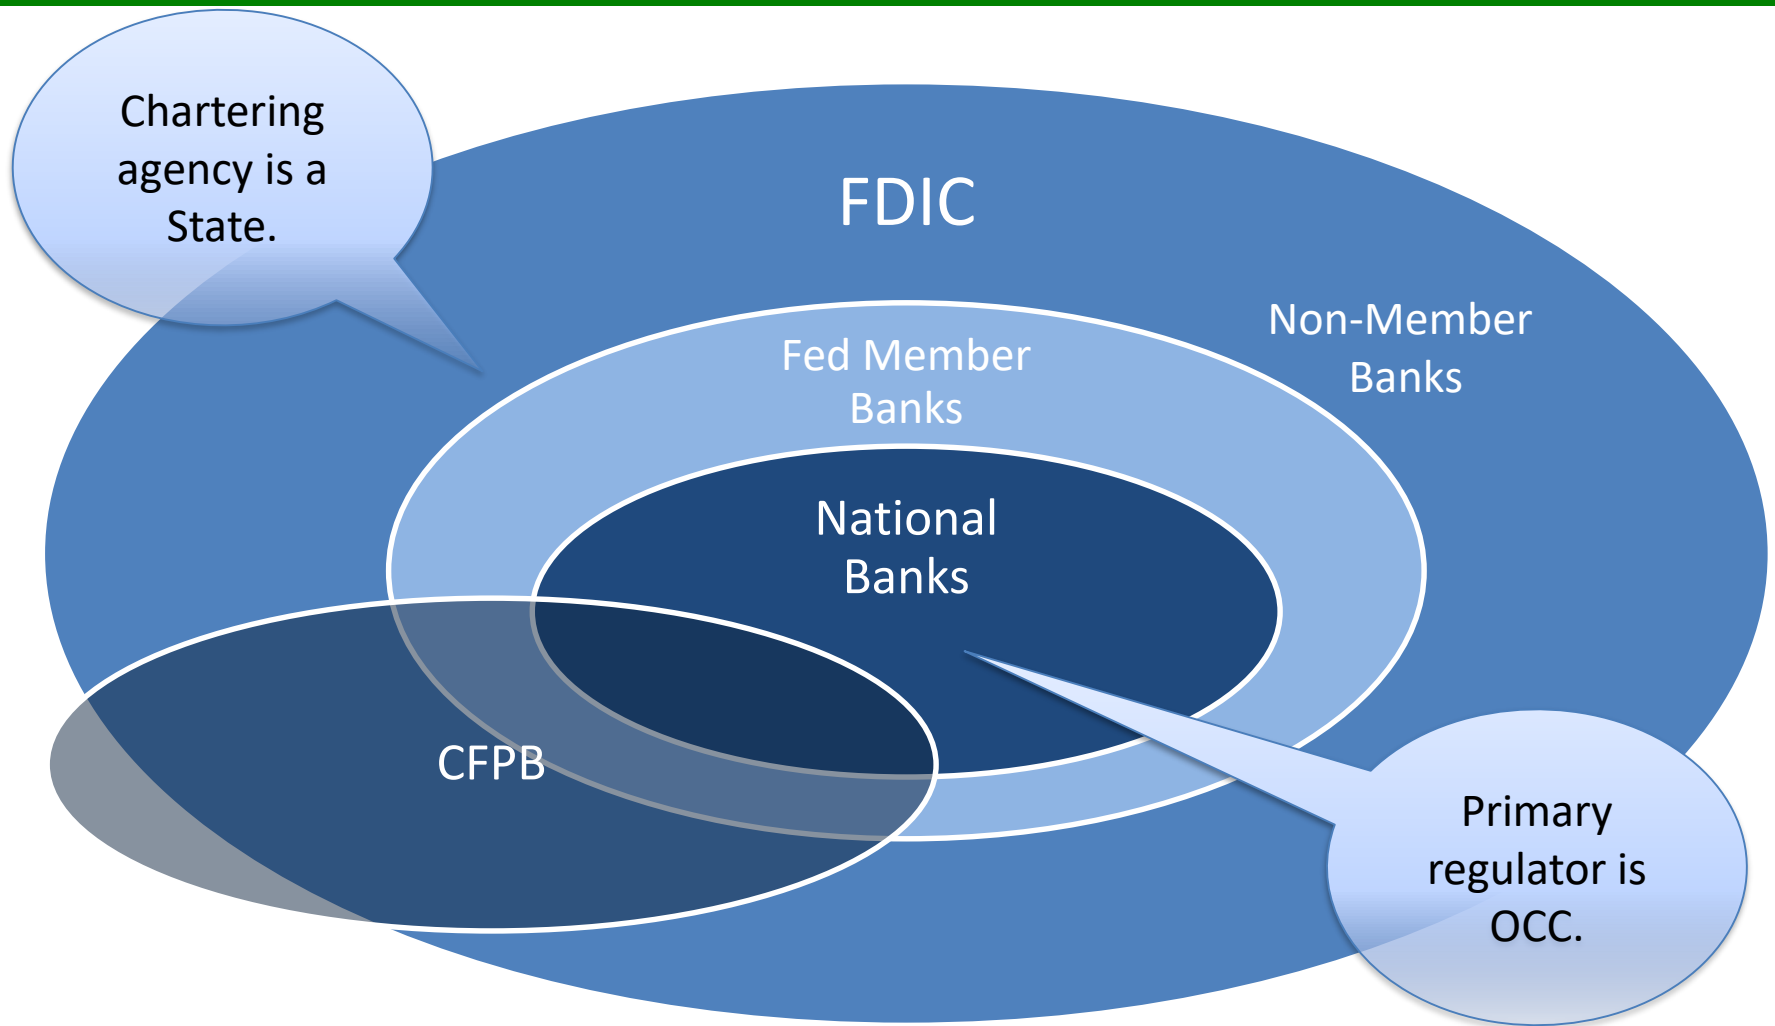 Chartering
agency is a
State.
FDIC
Non-Member
Banks
Fed Member
Banks
National
Banks
CFPB
Primary
regulator is
OCC.